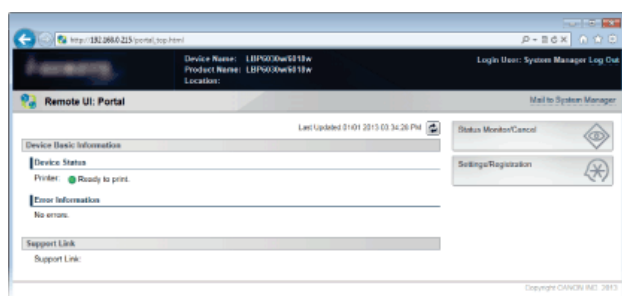 http://192.168.0.215/portal_top.html
Device Name: LBP6030w/6018w
Product Name: LBP6030w/6018w
Location:
Login User: System Manager Log Out
Remote UI: Portal
Mail to System Manager
Last Updated 01/01 2013 03:34:28 PM
Device Basic Information
Device Status
Printer: Ready to print.
Error Information
No errors.
Support Link
Support Link:
Status Monitor/Cancel
Settings/Registration
Copyright CANON INC. 2013